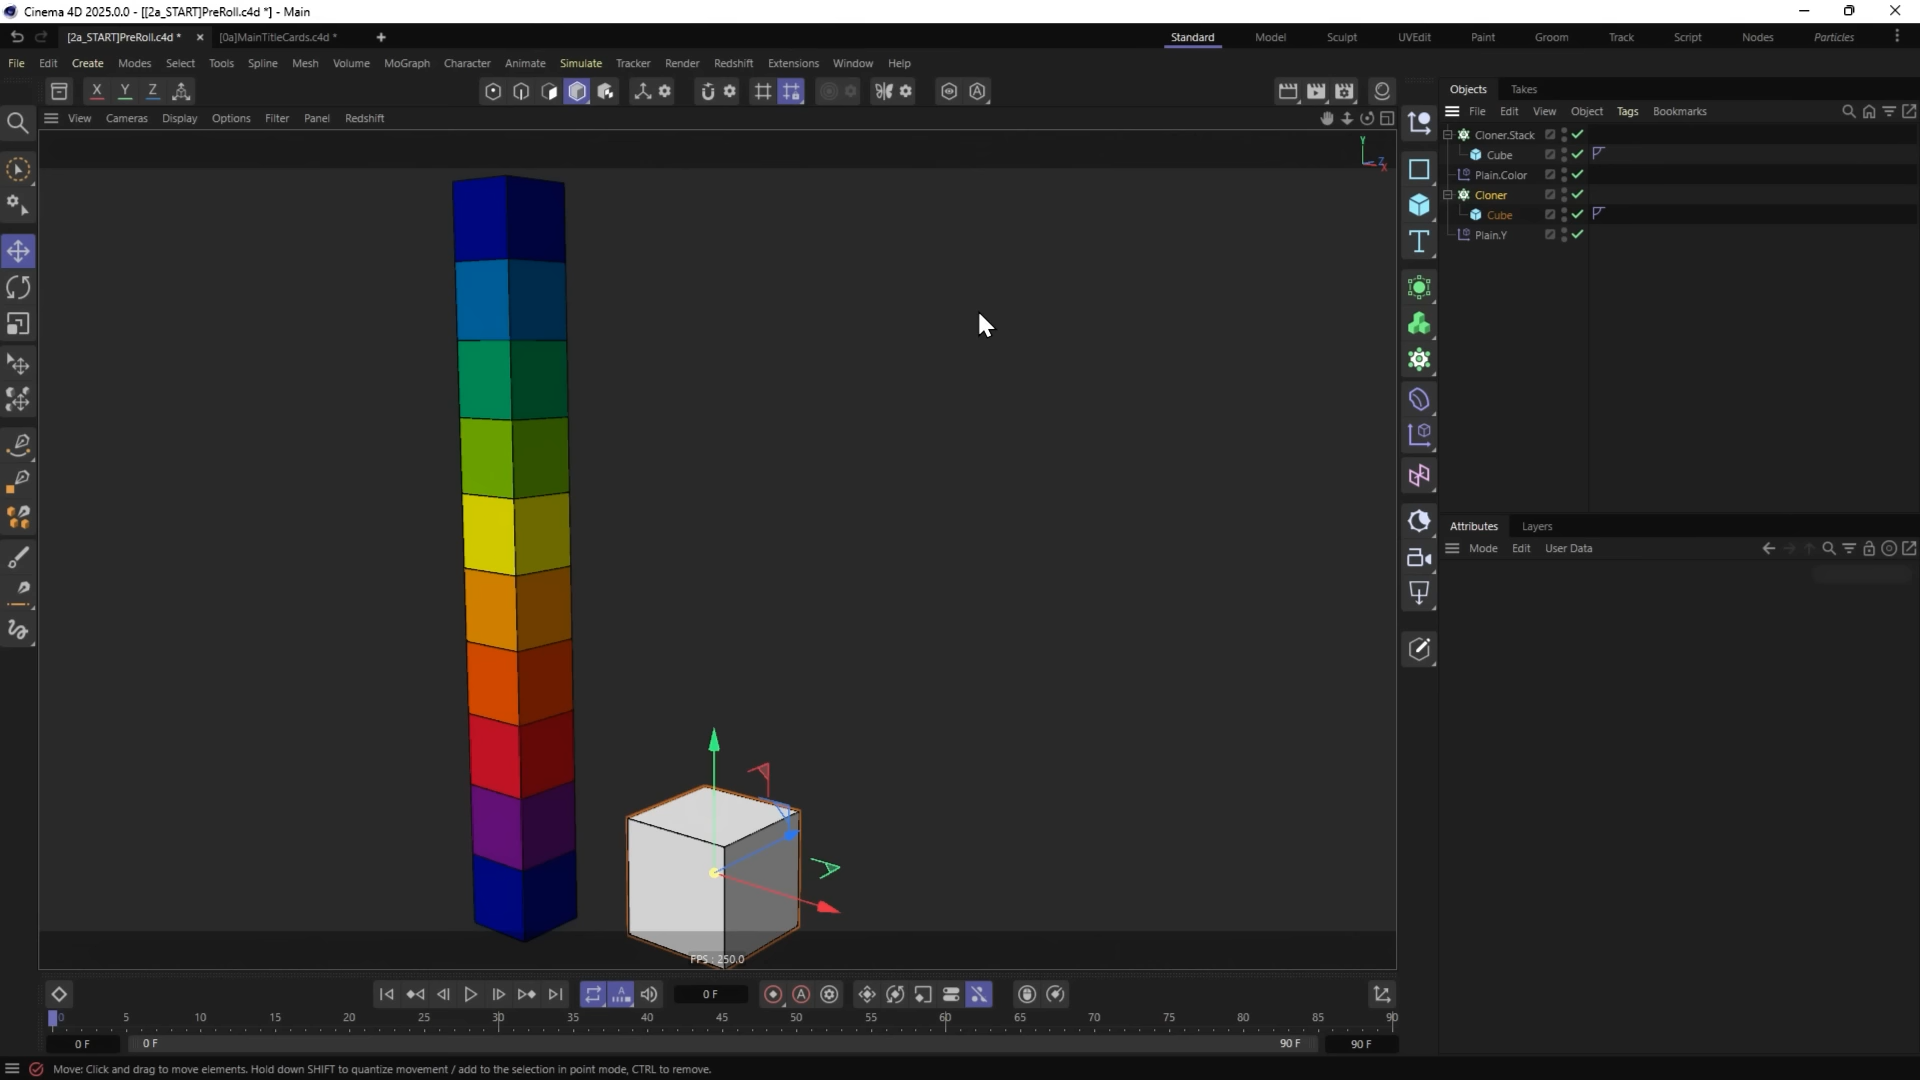 Cinema 4D 2025.0.0 - [[2a_START]PreRoll.c4d *] - Main
[2a_START]PreRoll.c4d *
[0a]MainTitleCards.c4d *
Standard
Model
Sculpt
UVEdit
Paint
Groom
Track
Script
Nodes
Particles
File Edit Create Modes Select Tools Spline Mesh Volume MoGraph Character Animate Simulate Tracker Render Redshift Extensions Window Help
X Y Z
Objects Takes
View Cameras Display Options Filter Panel Redshift
File Edit View Object Tags Bookmarks
Y
Z
X
Cloner.Stack
Cube
Plain.Color
Cloner
Cube
Plain.Y
Attributes Layers
Mode Edit User Data
FPS : 250.0
0 F
0 5 10 15 20 25 30 35 40 45 50 55 60 65 70 75 80 85 90
0 F
0 F
90 F
90 F
Move: Click and drag to move elements. Hold down SHIFT to quantize movement / add to the selection in point mode, CTRL to remove.